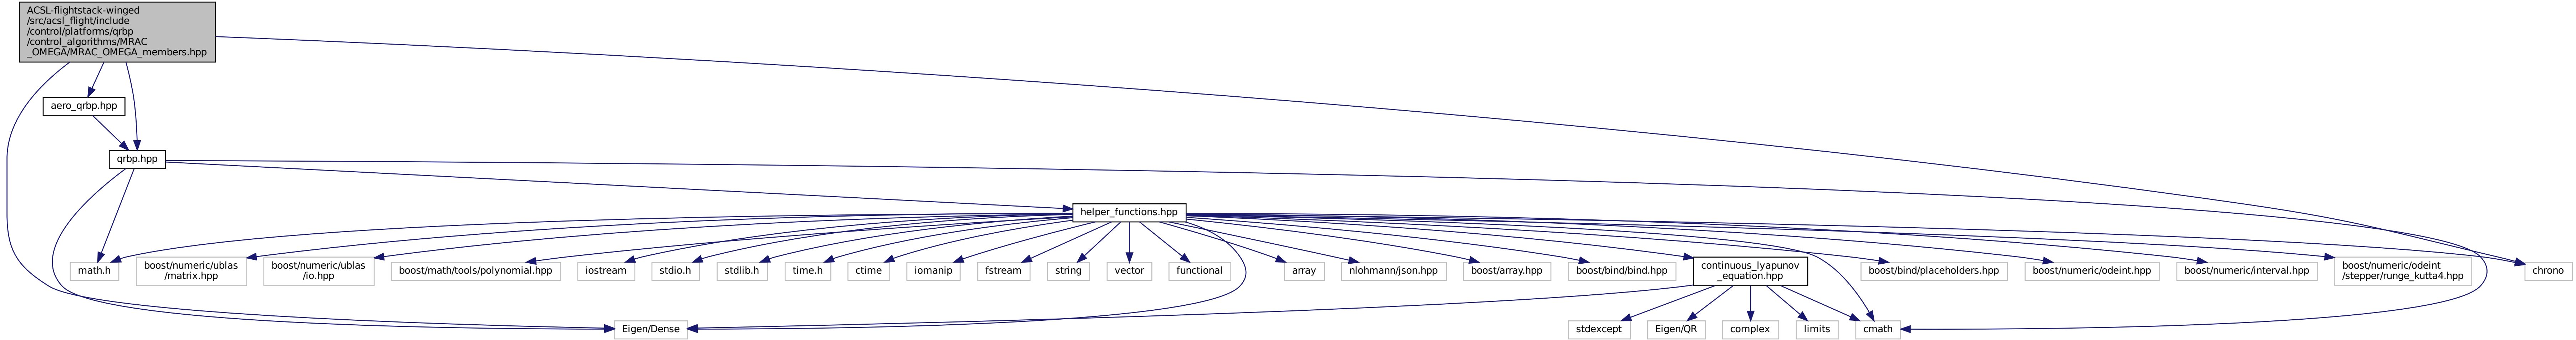 ACSL-flightstack-winged
/src/acsl_flight/include
/control/platforms/qrbp
/control_algorithms/MRAC
_OMEGA/MRAC_OMEGA_members.hpp
aero_qrbp.hpp
qrbp.hpp
helper_functions.hpp
math.h
boost/numeric/ublas
/matrix.hpp
boost/numeric/ublas
/io.hpp
boost/math/tools/polynomial.hpp
iostream
stdio.h
stdlib.h
time.h
ctime
iomanip
fstream
string
vector
functional
array
nlohmann/json.hpp
boost/array.hpp
boost/bind/bind.hpp
continuous_lyapunov
_equation.hpp
boost/bind/placeholders.hpp
boost/numeric/odeint.hpp
boost/numeric/interval.hpp
boost/numeric/odeint
/stepper/runge_kutta4.hpp
chrono
Eigen/Dense
stdexcept
Eigen/QR
complex
limits
cmath